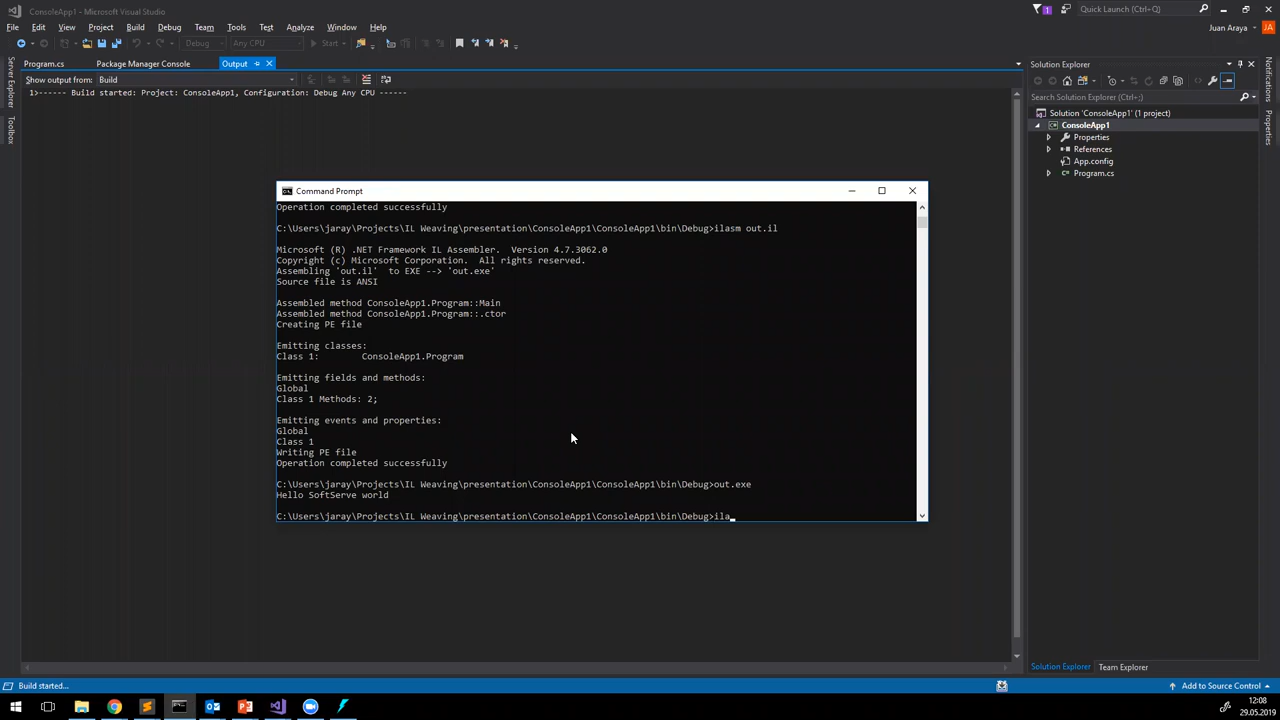 ConsoleApp1 - Microsoft Visual Studio
1
Quick Launch (Ctrl+Q)
File Edit View Project Build Debug Team Tools Test Analyze Window Help
Juan Araya
JA
Debug Any CPU Start
Program.cs Package Manager Console Output
Show output from: Build
1>------ Build started: Project: ConsoleApp1, Configuration: Debug Any CPU ------
Server Explorer
Toolbox
Command Prompt
Operation completed successfully
C:\Users\jaray\Projects\IL Weaving\presentation\ConsoleApp1\ConsoleApp1\bin\Debug>ilasm out.il
Microsoft (R) .NET Framework IL Assembler.  Version 4.7.3062.0
Copyright (c) Microsoft Corporation.  All rights reserved.
Assembling 'out.il'  to EXE --> 'out.exe'
Source file is ANSI
Assembled method ConsoleApp1.Program::Main
Assembled method ConsoleApp1.Program::.ctor
Creating PE file
Emitting classes:
Class 1:        ConsoleApp1.Program
Emitting fields and methods:
Global
Class 1 Methods: 2;
Emitting events and properties:
Global
Class 1
Writing PE file
Operation completed successfully
C:\Users\jaray\Projects\IL Weaving\presentation\ConsoleApp1\ConsoleApp1\bin\Debug>out.exe
Hello SoftServe world
C:\Users\jaray\Projects\IL Weaving\presentation\ConsoleApp1\ConsoleApp1\bin\Debug>ila_
Solution Explorer
Search Solution Explorer (Ctrl+;)
Solution 'ConsoleApp1' (1 project)
ConsoleApp1
Properties
References
App.config
Program.cs
Solution Explorer Team Explorer
Notifications
Properties
Build started...
Add to Source Control
12:08
29.05.2019